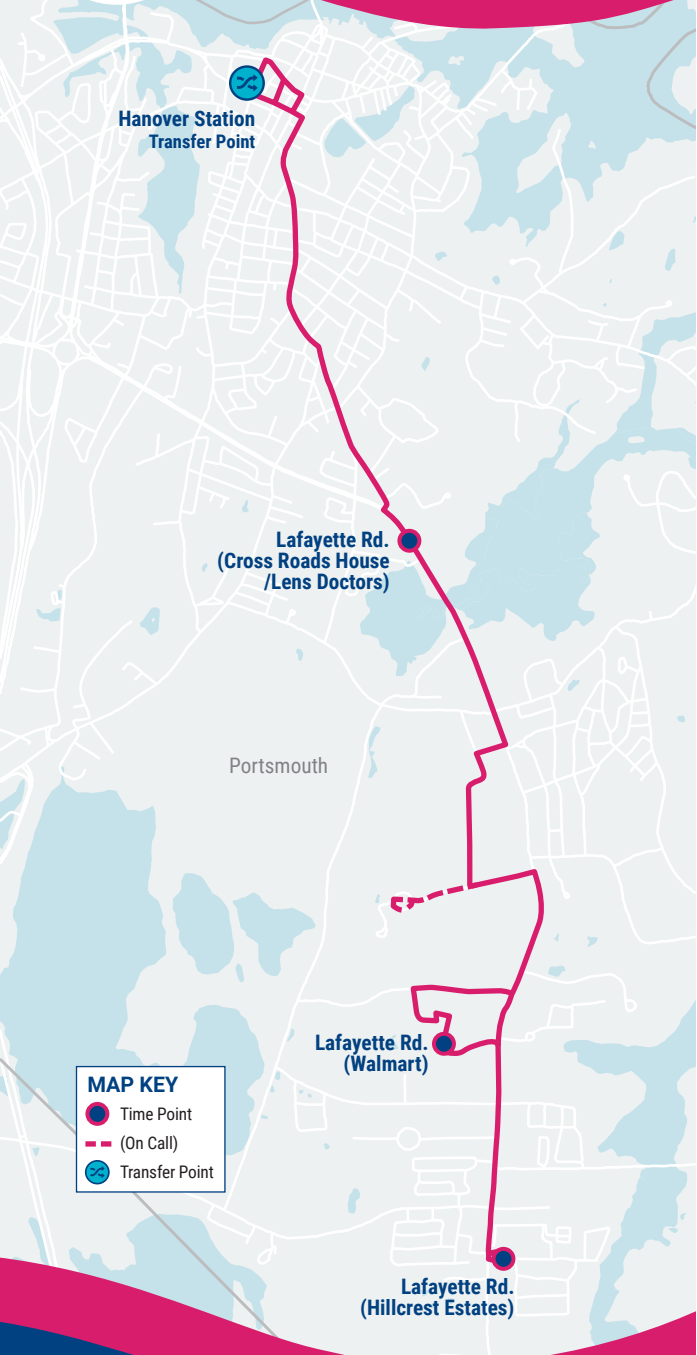 Hanover Station
Transfer Point
Lafayette Rd.
(Cross Roads House
/Lens Doctors)
Portsmouth
Lafayette Rd.
(Walmart)
MAP KEY
Time Point
(On Call)
Transfer Point
Lafayette Rd.
(Hillcrest Estates)